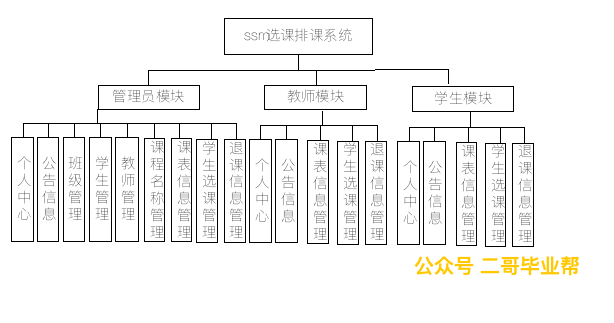 ssm选课排课系统
管理员模块
教师模块
学生模块
个人中心
公告信息
班级管理
学生管理
教师管理
课程名称管理
课表信息管理
学生选课管理
退课信息管理
个人中心
公告信息
课表信息管理
学生选课管理
退课信息管理
个人中心
公告信息
课表信息管理
学生选课管理
退课信息管理
公众号 二哥毕业帮